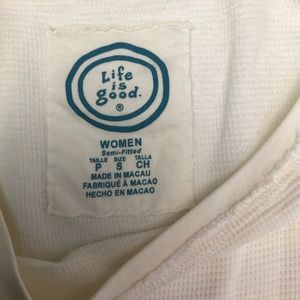 Life
is
good.
®
WOMEN
Semi-Fitted
TAILLE SIZE TALLA
P S CH
MADE IN MACAU
FABRIQUÉ À MACAO
HECHO EN MACAO